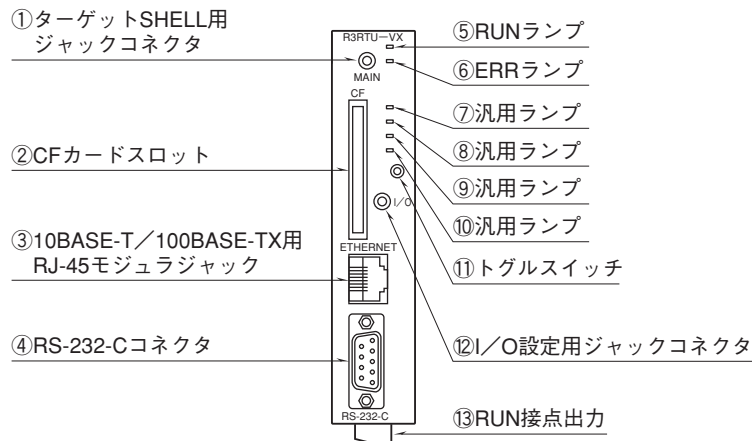 ①ターゲットSHELL用
ジャックコネクタ
②CFカードスロット
③10BASE-T／100BASE-TX用
RJ-45モジュラジャック
④RS-232-Cコネクタ
R3RTU－VX
MAIN
CF
I／O
ETHERNET
RS-232-C
⑤RUNランプ
⑥ERRランプ
⑦汎用ランプ
⑧汎用ランプ
⑨汎用ランプ
⑩汎用ランプ
⑪トグルスイッチ
⑫I／O設定用ジャックコネクタ
⑬RUN接点出力